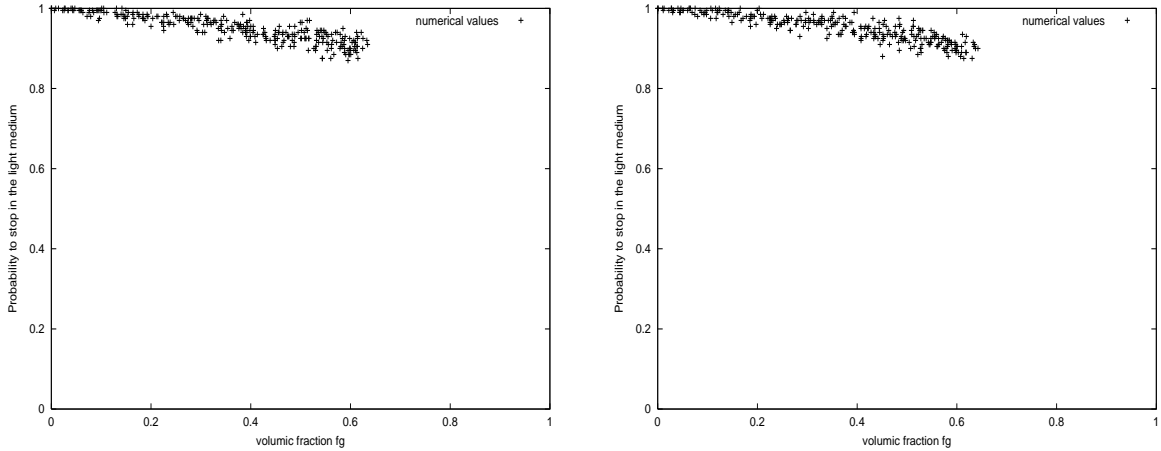 1
0.8
0.6
0.4
0.2
0
0 0.2 0.4 0.6 0.8 1
Probability to stop in the light medium
volumic fraction fg
numerical values
1
0.8
0.6
0.4
0.2
0
0 0.2 0.4 0.6 0.8 1
Probability to stop in the light medium
volumic fraction fg
numerical values